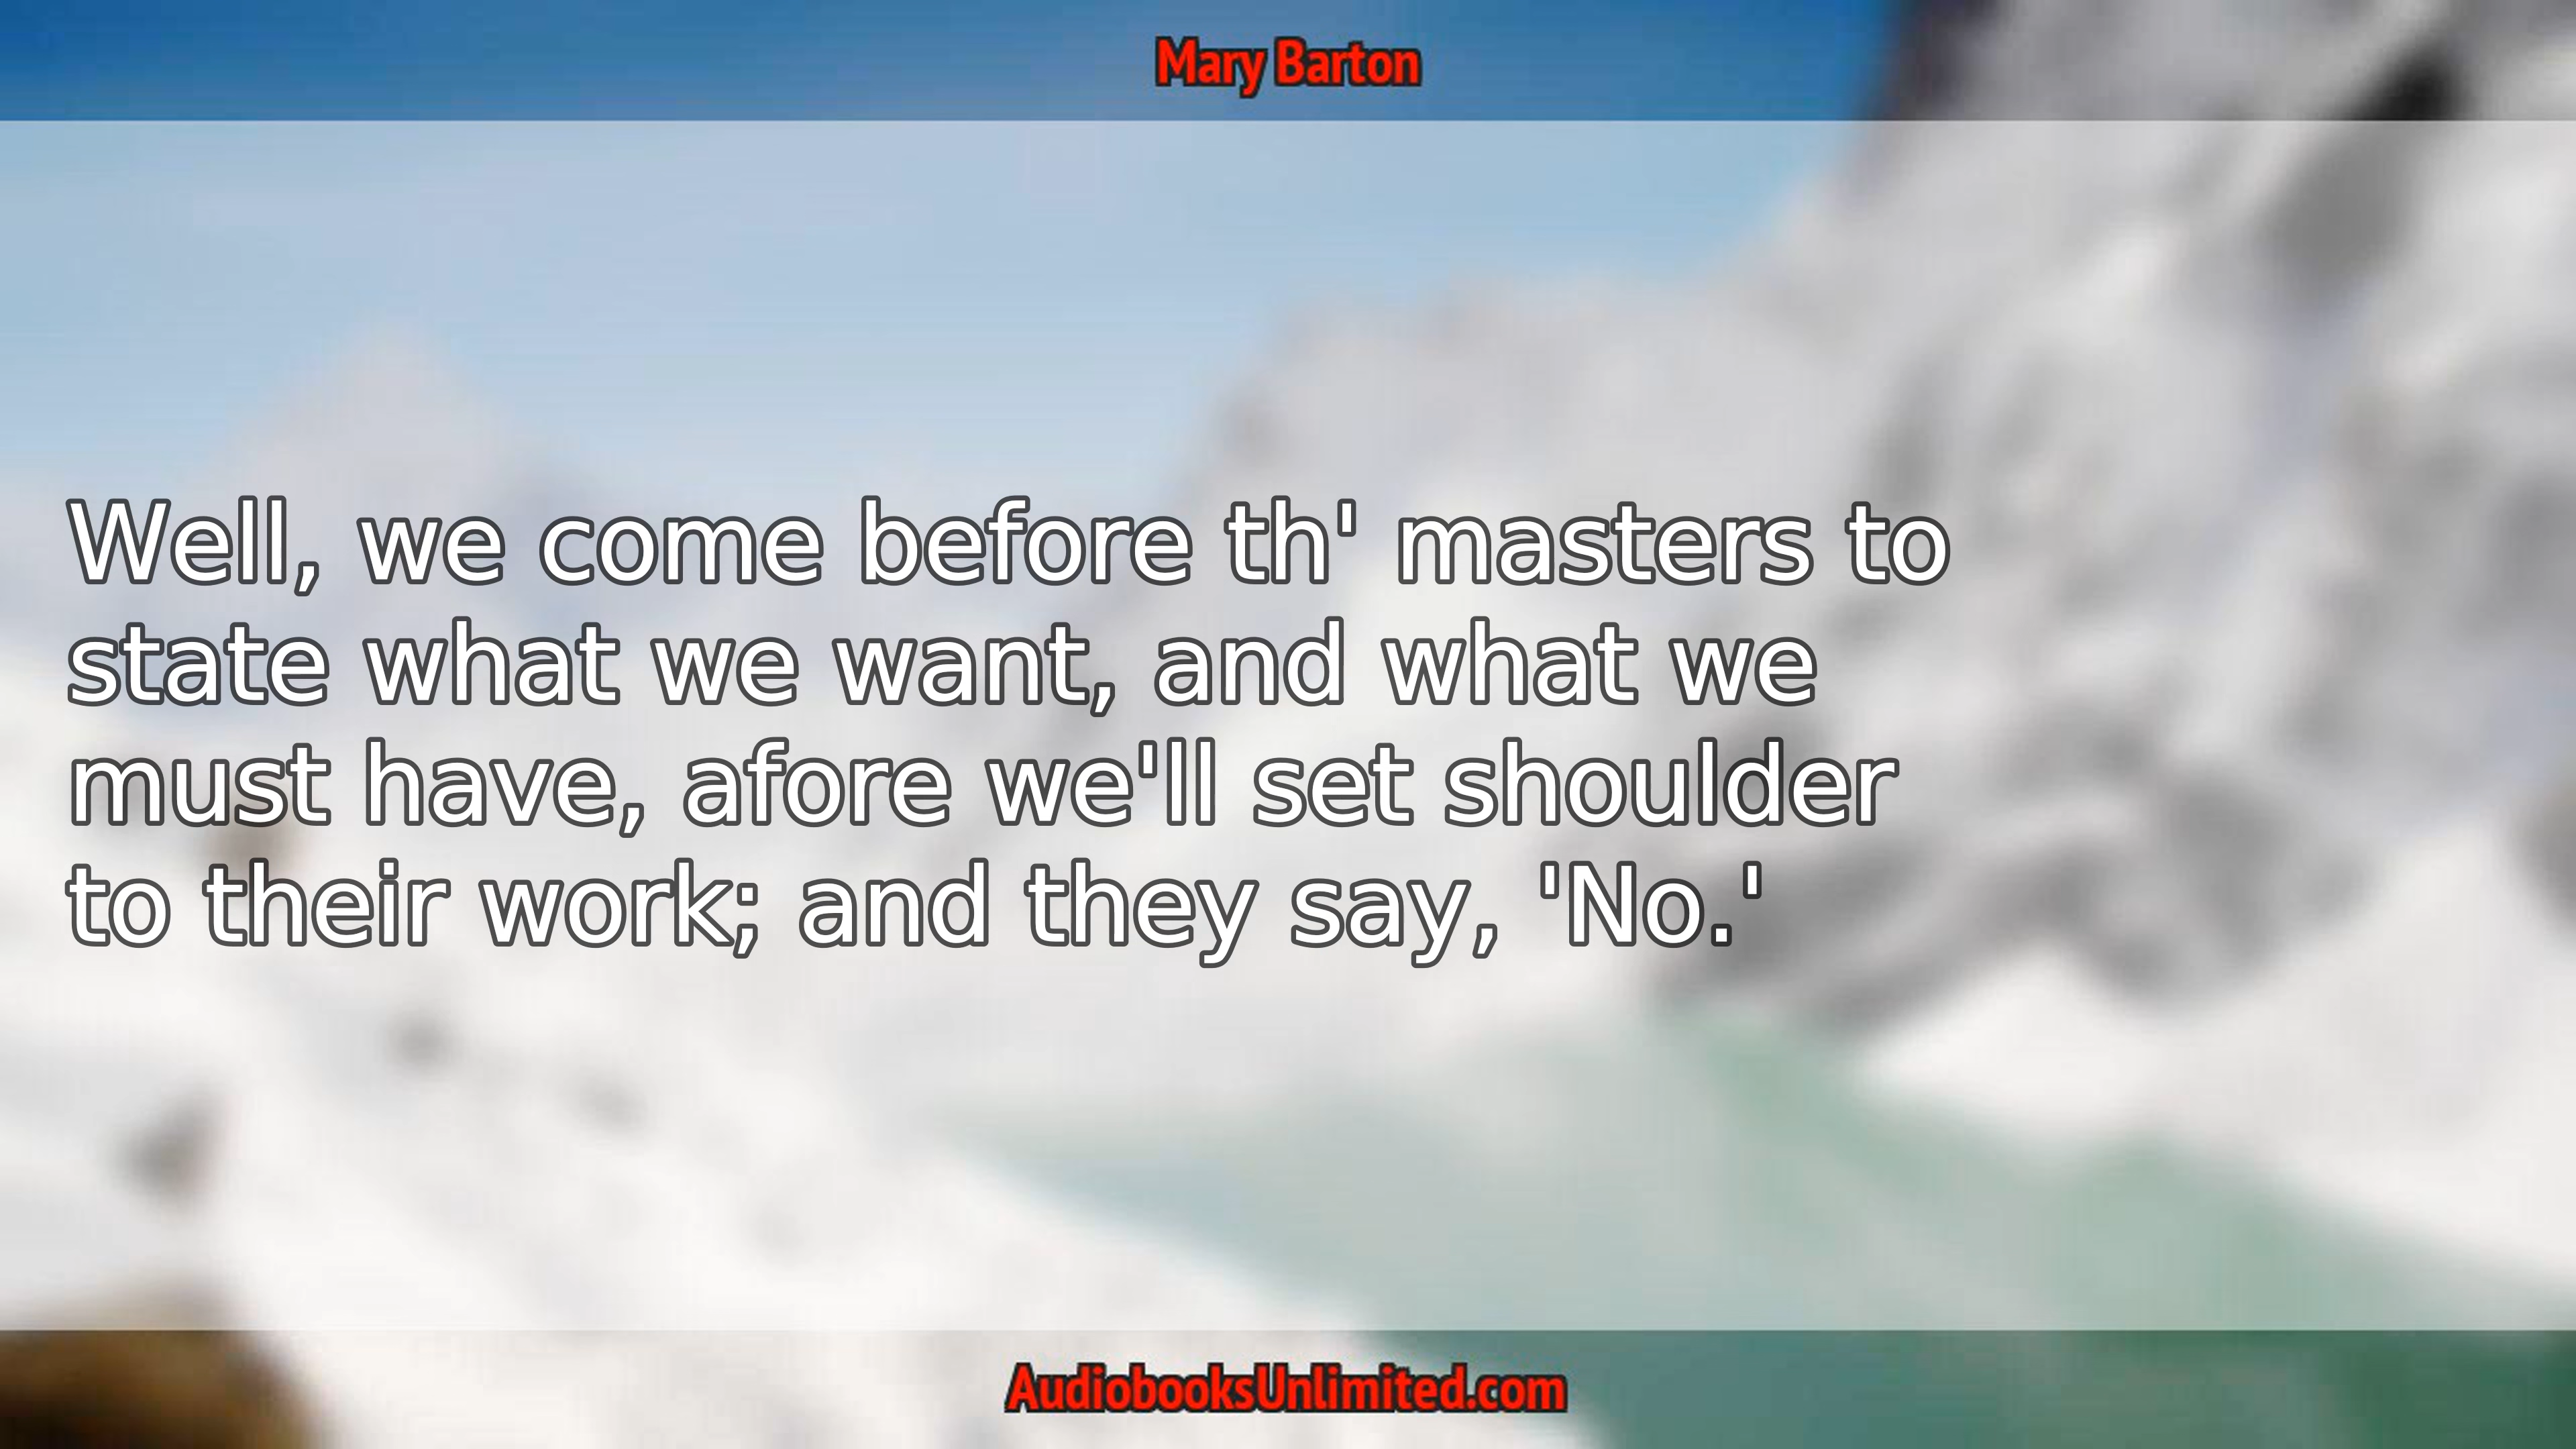 Mary Barton
Well, we come before th' masters to
state what we want, and what we
must have, afore we'll set shoulder
to their work; and they say, 'No.'
AudiobooksUnlimited.com